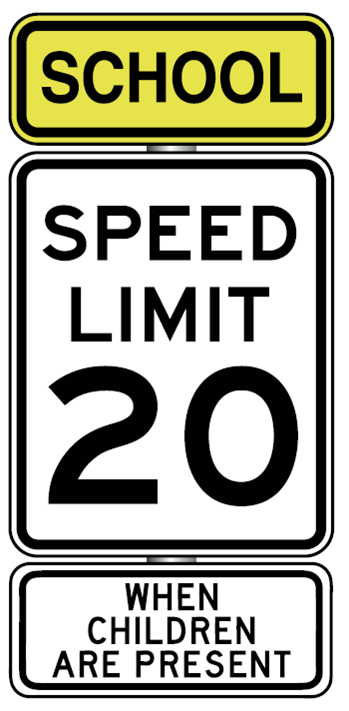 SCHOOL
SPEED
LIMIT
20
WHEN
CHILDREN
ARE PRESENT